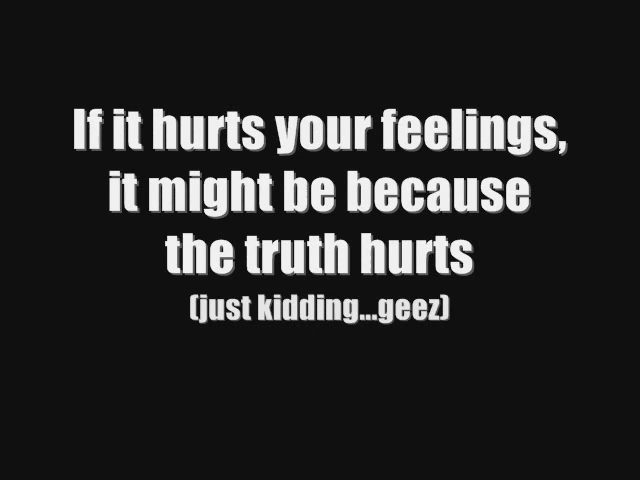 If it hurts your feelings,
it might be because
the truth hurts
(just kidding...geez)